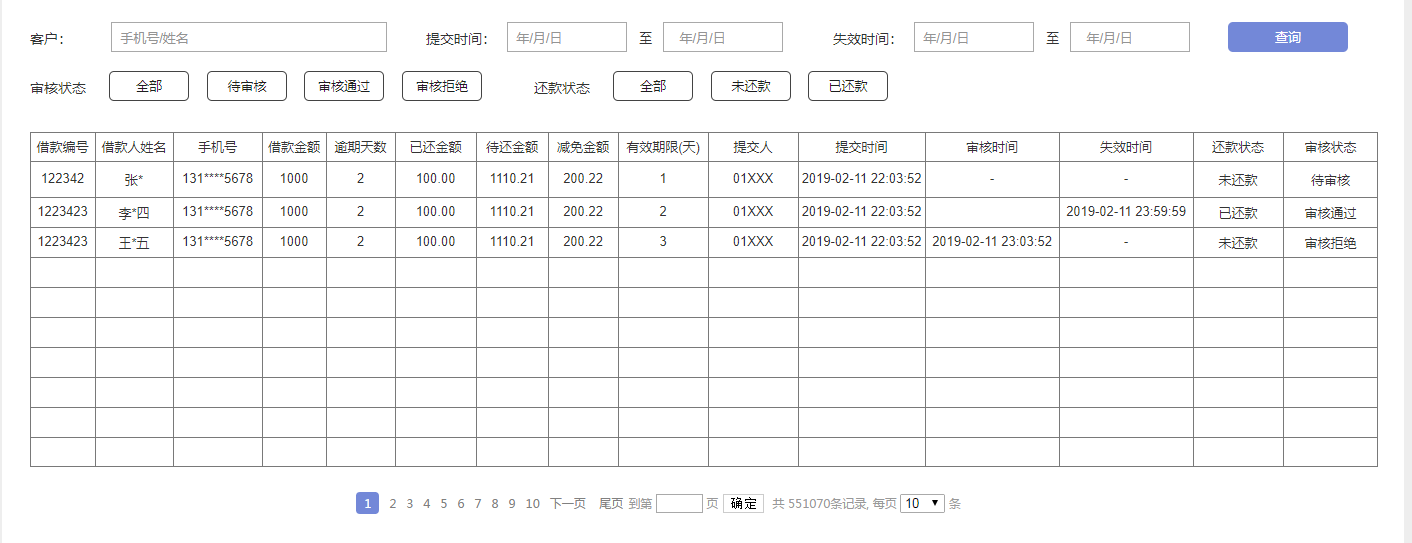 客户： 手机号/姓名 提交时间： 年/月/日 至 年/月/日 失效时间： 年/月/日 至 年/月/日 查询
审核状态 全部 待审核 审核通过 审核拒绝 还款状态 全部 未还款 已还款
借款编号 借款人姓名 手机号 借款金额 逾期天数 已还金额 待还金额 减免金额 有效期限(天) 提交人 提交时间 审核时间 失效时间 还款状态 审核状态
122342 张* 131****5678 1000 2 100.00 1110.21 200.22 1 01XXX 2019-02-11 22:03:52 - - 未还款 待审核
1223423 李*四 131****5678 1000 2 100.00 1110.21 200.22 2 01XXX 2019-02-11 22:03:52 2019-02-11 23:59:59 已还款 审核通过
1223423 王*五 131****5678 1000 2 100.00 1110.21 200.22 3 01XXX 2019-02-11 22:03:52 2019-02-11 23:03:52 - 未还款 审核拒绝
1 2 3 4 5 6 7 8 9 10 下一页 尾页 到第 页 确定 共 551070条记录, 每页 10 条